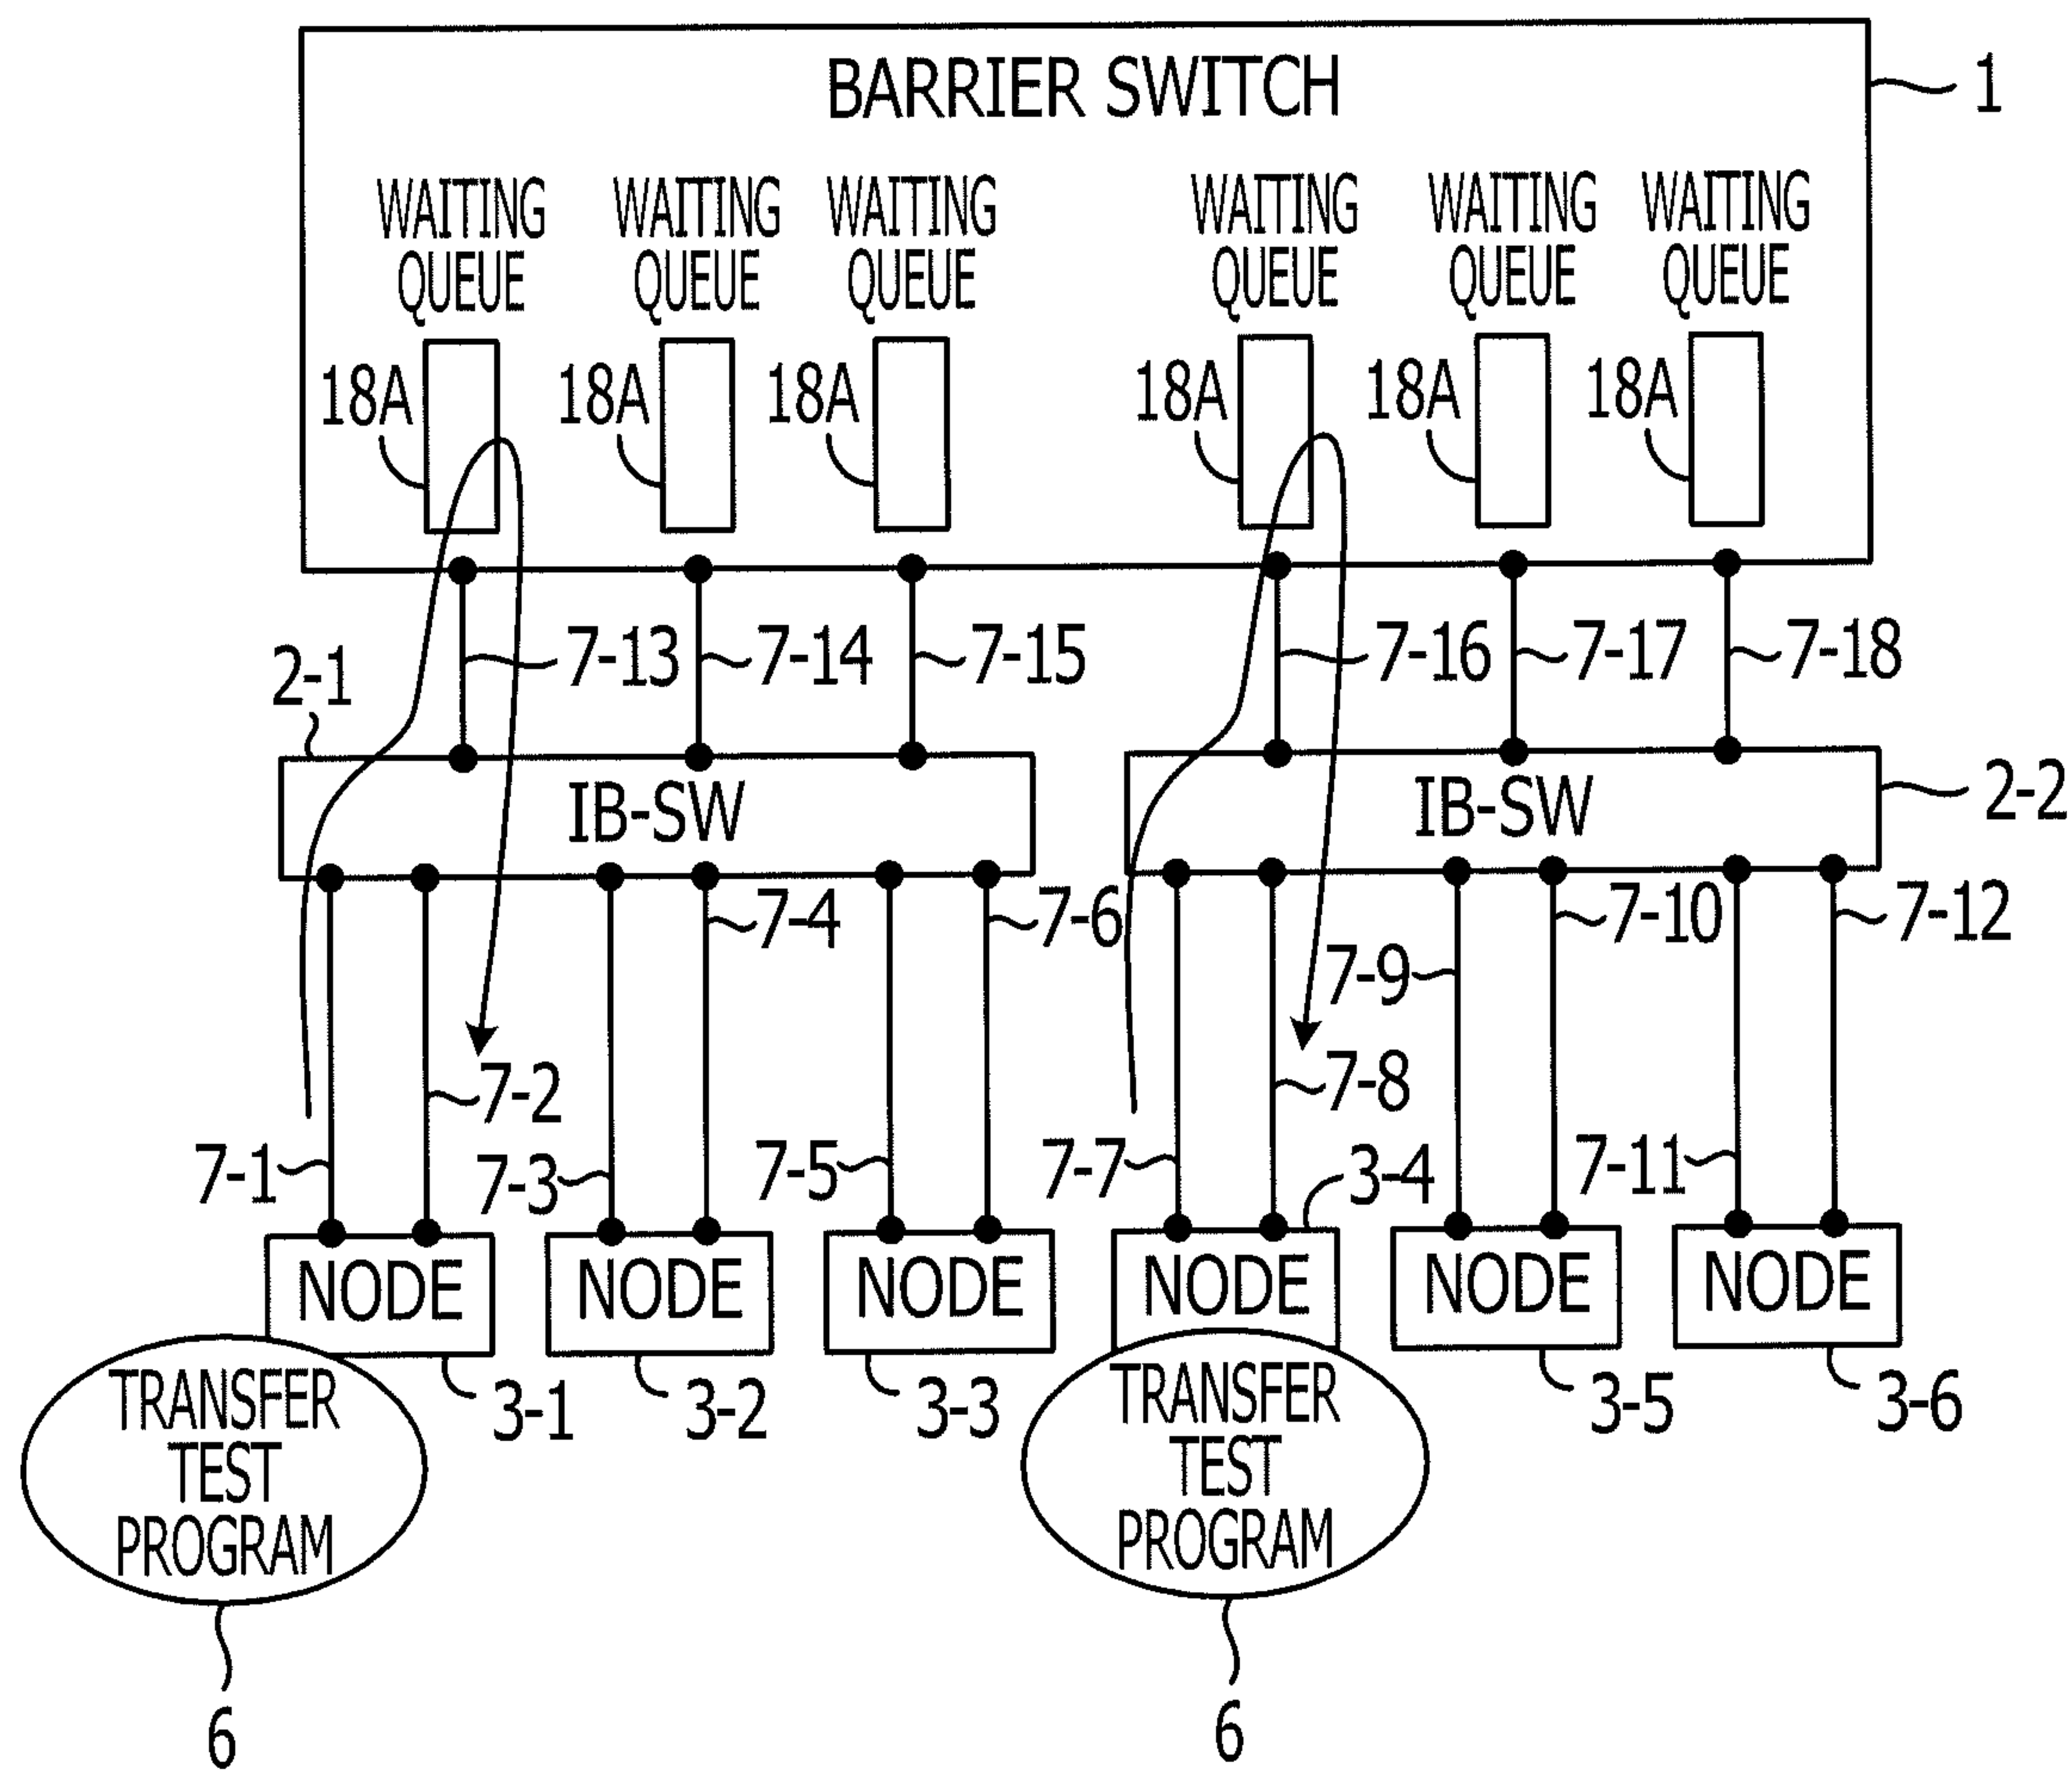 BARRIER SWITCH
1
WAITING QUEUE
WAITING QUEUE
WAITING QUEUE
WAITING QUEUE
WAITING QUEUE
WAITING QUEUE
18A
18A
18A
18A
18A
18A
7-13
7-14
7-15
7-16
7-17
7-18
2-1
IB-SW
IB-SW
2-2
7-4
7-6
7-10
7-12
7-9
7-2
7-8
7-1
7-3
7-5
7-7
3-4
7-11
NODE
NODE
NODE
NODE
NODE
NODE
3-1
3-2
3-3
3-5
3-6
TRANSFER
TEST
PROGRAM
TRANSFER
TEST
PROGRAM
6
6